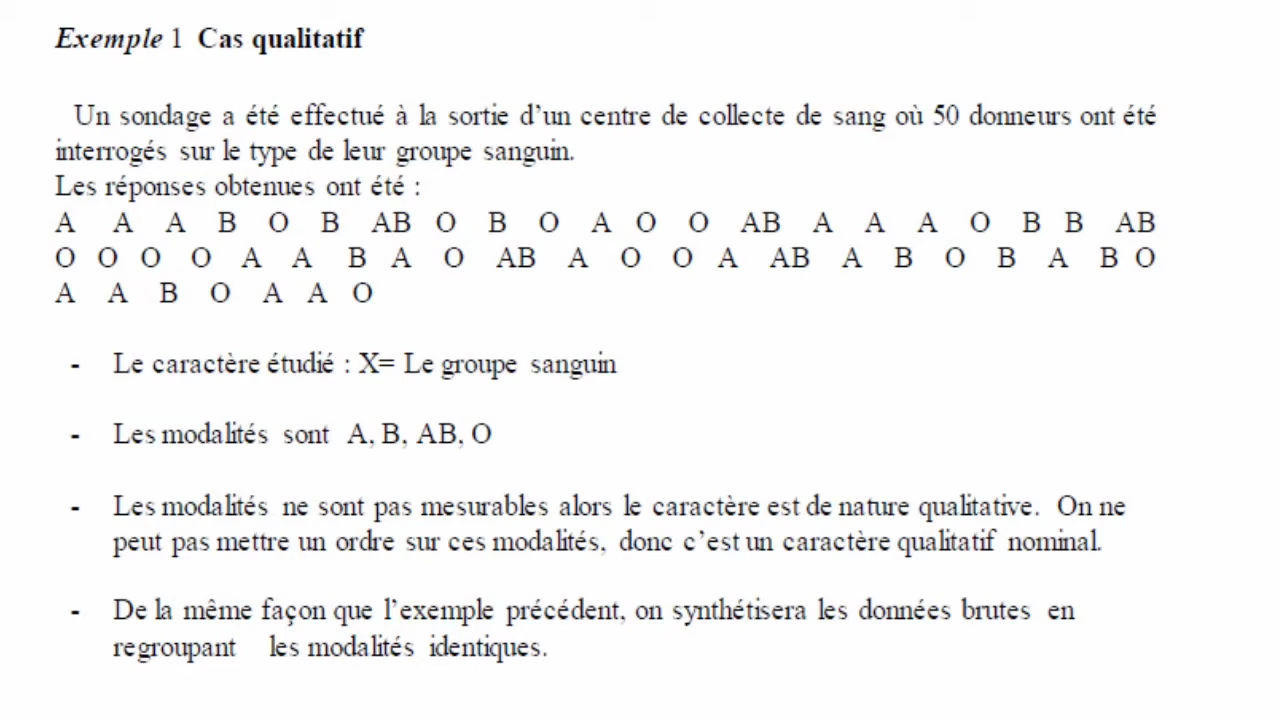 Exemple 1 Cas qualitatif
Un sondage a été effectué à la sortie d'un centre de collecte de sang où 50 donneurs ont été
interrogés sur le type de leur groupe sanguin.
Les réponses obtenues ont été :
A A A B O B AB O B O A O O AB A A A O B B AB
O O O O A A B A O AB A O O A AB A B O B A B O
A A B O A A O
- Le caractère étudié : X= Le groupe sanguin
- Les modalités sont A, B, AB, O
- Les modalités ne sont pas mesurables alors le caractère est de nature qualitative. On ne
peut pas mettre un ordre sur ces modalités, donc c'est un caractère qualitatif nominal.
- De la même façon que l'exemple précédent, on synthétisera les données brutes en
regroupant les modalités identiques.